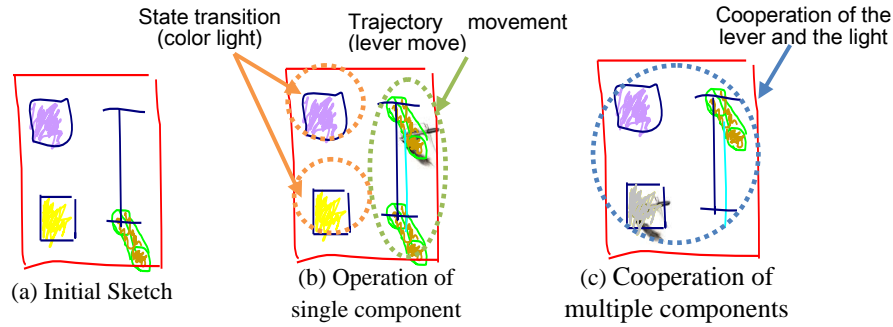 State transition
(color light)
Trajectory movement
(lever move)
Cooperation of the
lever and the light
(a) Initial Sketch
(b) Operation of
single component
(c) Cooperation of
multiple components